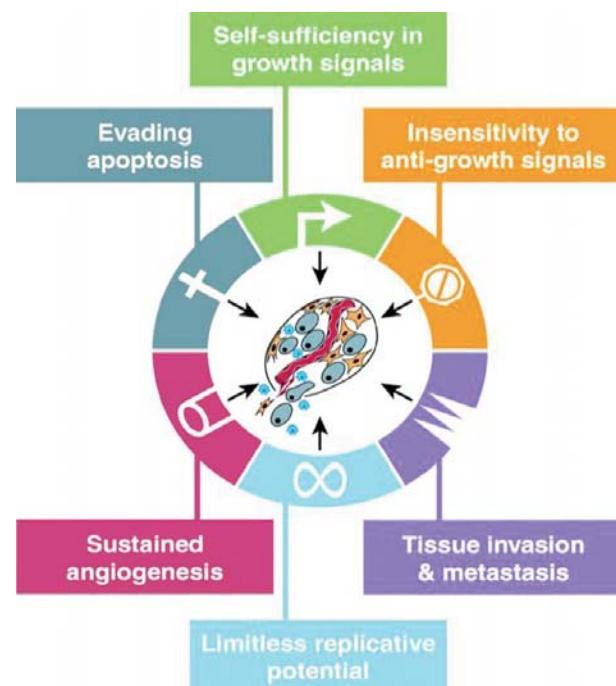 Self-sufficiency in
growth signals
Evading
apoptosis
Insensitivity to
anti-growth signals
Sustained
angiogenesis
Tissue invasion
& metastasis
Limitless replicative
potential